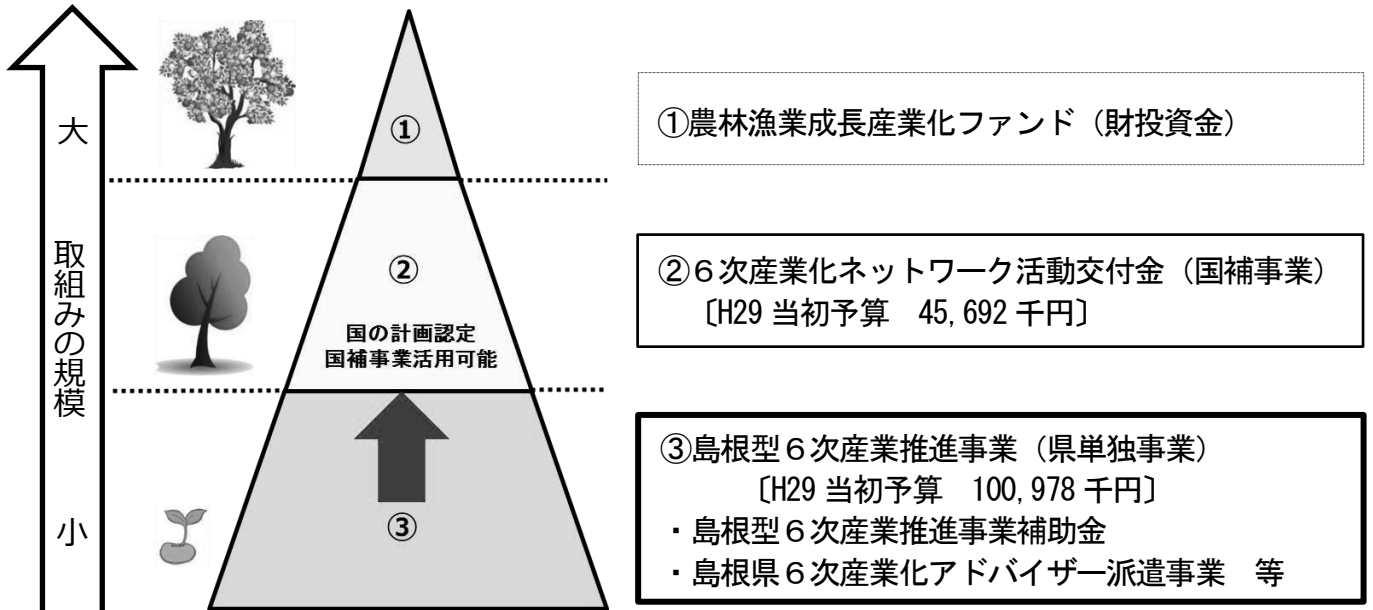 大
取組みの規模
小
①
②
国の計画認定
国補事業活用可能
③
①農林漁業成長産業化ファンド（財投資金）
②６次産業化ネットワーク活動交付金（国補事業）
〔H29 当初予算　45,692 千円〕
③島根型６次産業推進事業（県単独事業）
〔H29 当初予算　100,978 千円〕
・島根型６次産業推進事業補助金
・島根県６次産業化アドバイザー派遣事業　等